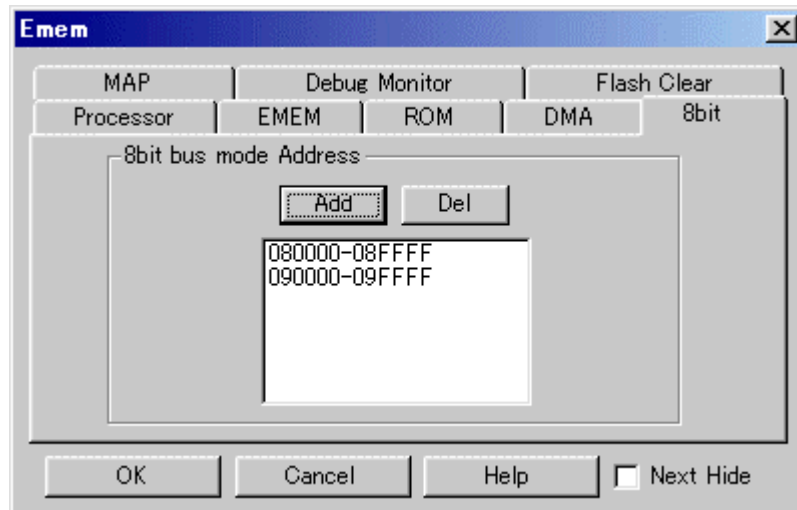 Emem
MAP Debug Monitor Flash Clear
Processor EMEM ROM DMA 8bit
8bit bus mode Address
Add Del
080000-08FFFF
090000-09FFFF
OK Cancel Help Next Hide